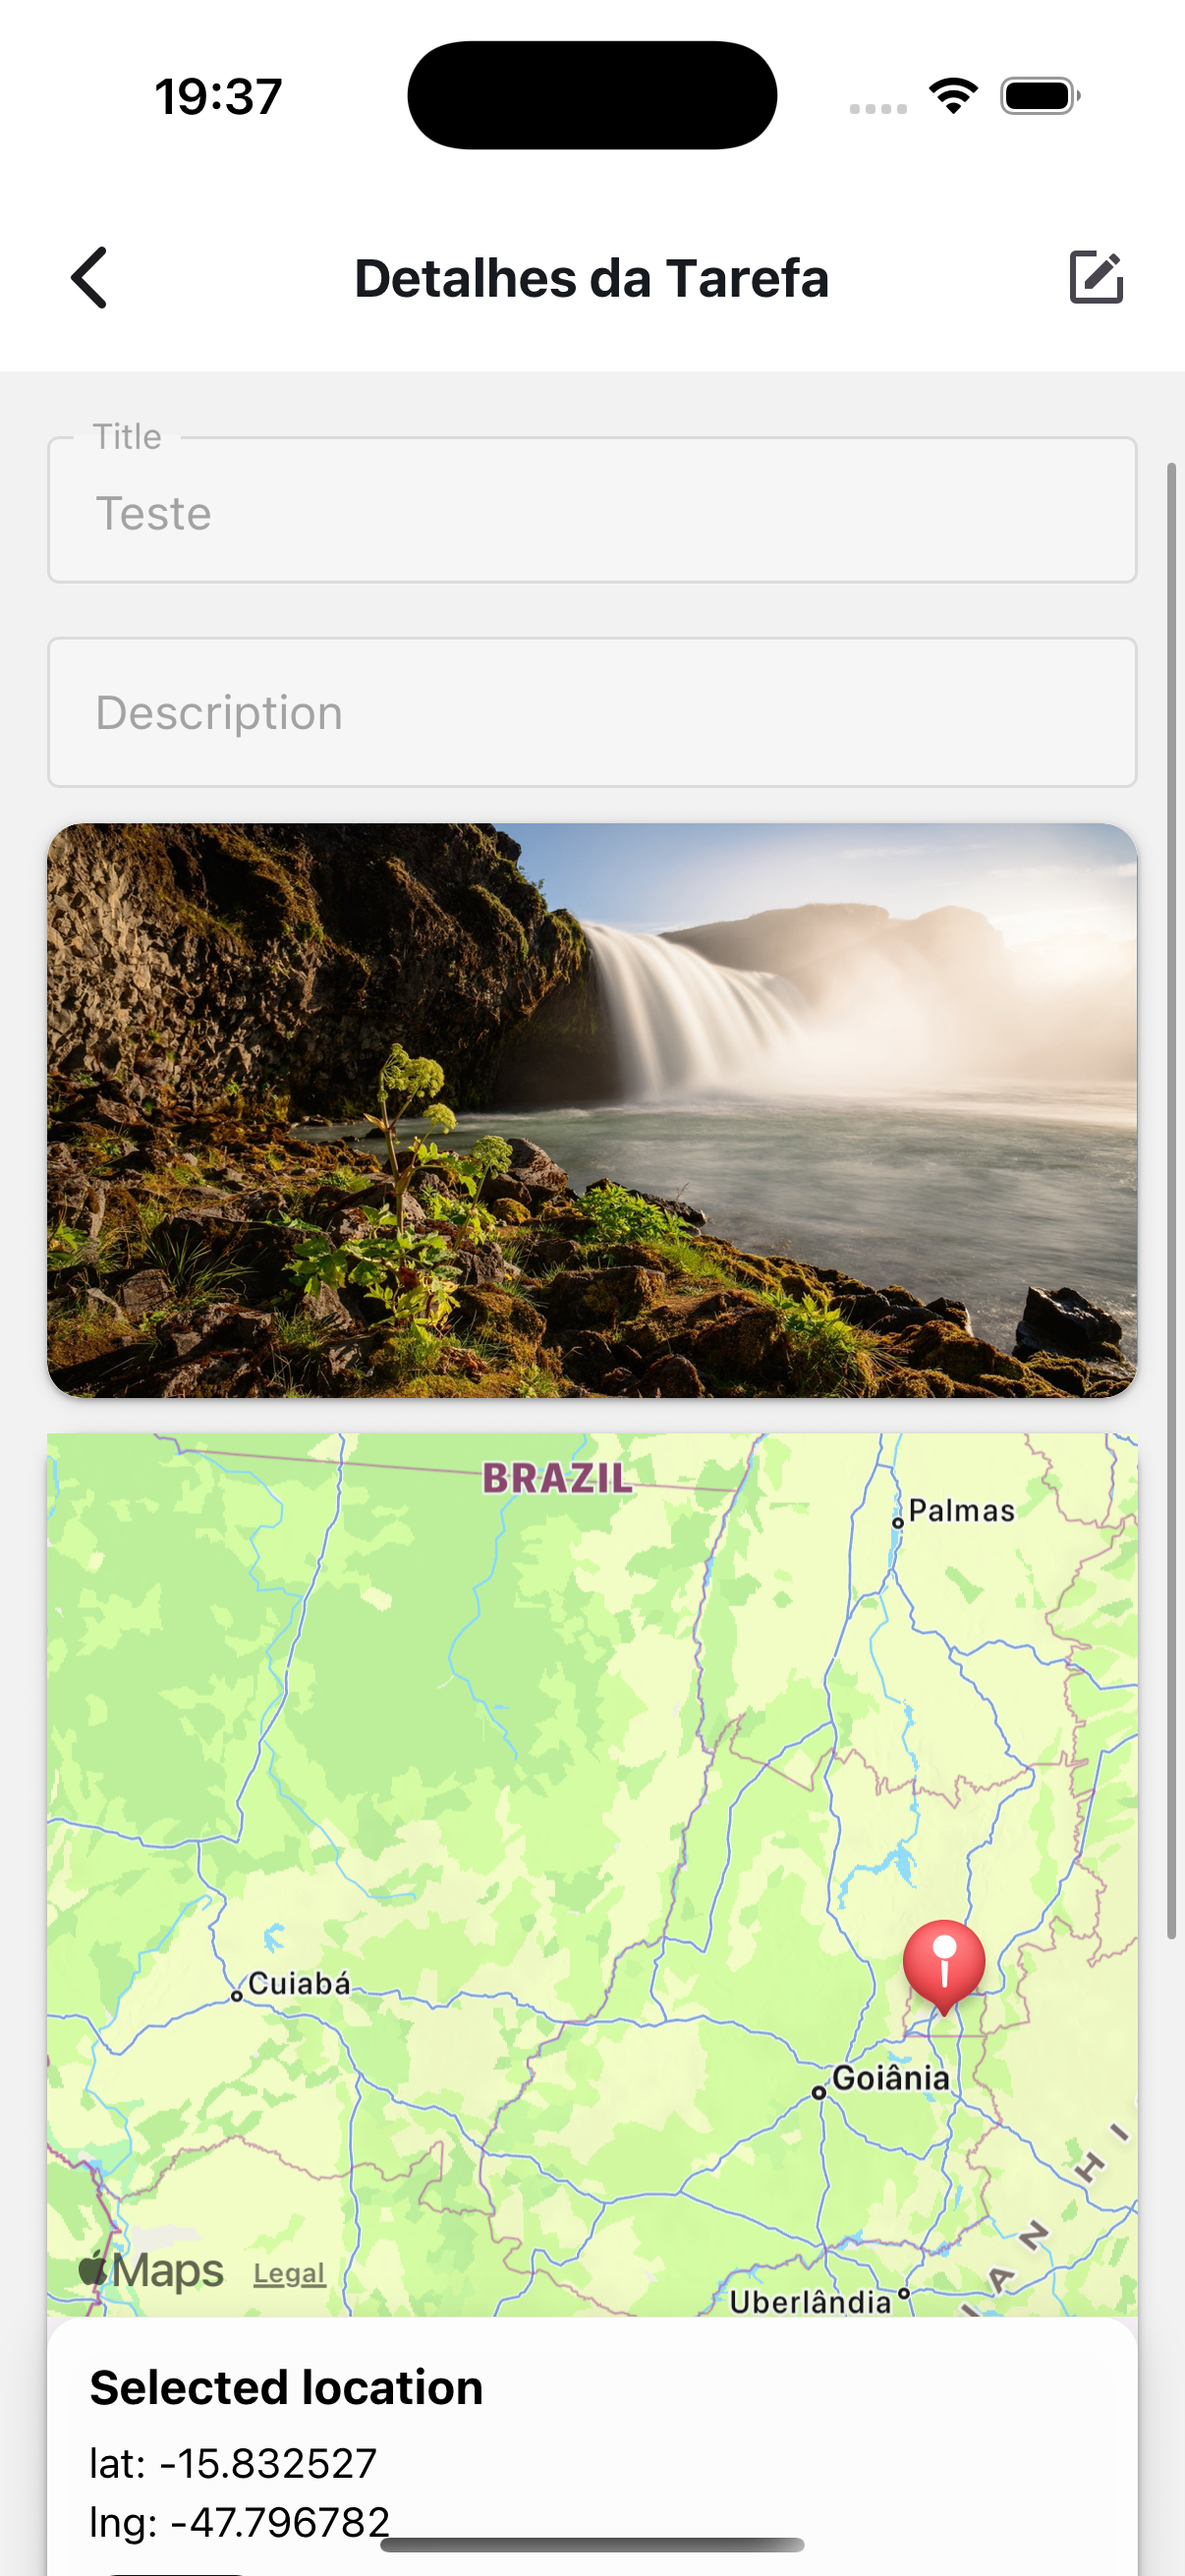 19:37
Detalhes da Tarefa
Title
Teste
Description
BRAZIL
Palmas
Cuiabá
Goiânia
H I
Z
A
Maps Legal
Uberlândia
Selected location
lat: -15.832527
lng: -47.796782